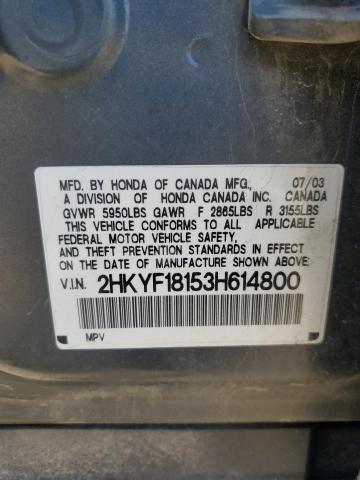 MFD. BY HONDA OF CANADA MFG., 07/03
A DIVISION OF HONDA CANADA INC. CANADA
GVWR 5950LBS GAWR F 2865LBS R 3155LBS
THIS VEHICLE CONFORMS TO ALL APPLICABLE
FEDERAL MOTOR VEHICLE SAFETY,
AND THEFT PREVENTION STANDARDS IN EFFECT
ON THE DATE OF MANUFACTURE SHOWN ABOVE:
V.I.N. 2HKYF18153H614800
MPV